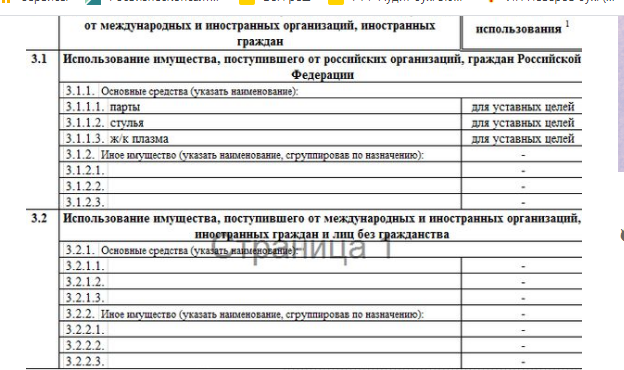 от международных и иностранных организаций, иностранных
граждан
использования 1
3.1 Использование имущества, поступившего от российских организаций, граждан Российской
Федерации
3.1.1. Основные средства (указать наименование):
3.1.1.1. парты для уставных целей
3.1.1.2. стулья для уставных целей
3.1.1.3. ж/к плазма для уставных целей
3.1.2. Иное имущество (указать наименование, сгруппировав по назначению): -
3.1.2.1. -
3.1.2.2. -
3.1.2.3. -
3.2 Использование имущества, поступившего от международных и иностранных организаций,
иностранных граждан и лиц без гражданства
Страница 1
3.2.1. Основные средства (указать наименование):
3.2.1.1. -
3.2.1.2. -
3.2.1.3. -
3.2.2. Иное имущество (указать наименование, сгруппировав по назначению):
3.2.2.1. -
3.2.2.2. -
3.2.2.3. -